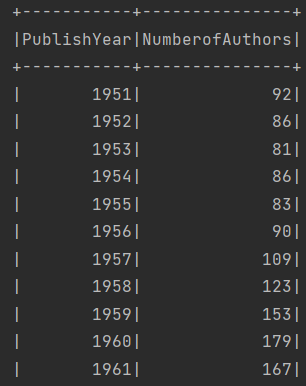 +-----------+---------------+
|PublishYear|NumberofAuthors|
+-----------+---------------+
|       1951|             92|
|       1952|             86|
|       1953|             81|
|       1954|             86|
|       1955|             83|
|       1956|             90|
|       1957|            109|
|       1958|            123|
|       1959|            153|
|       1960|            179|
|       1961|            167|